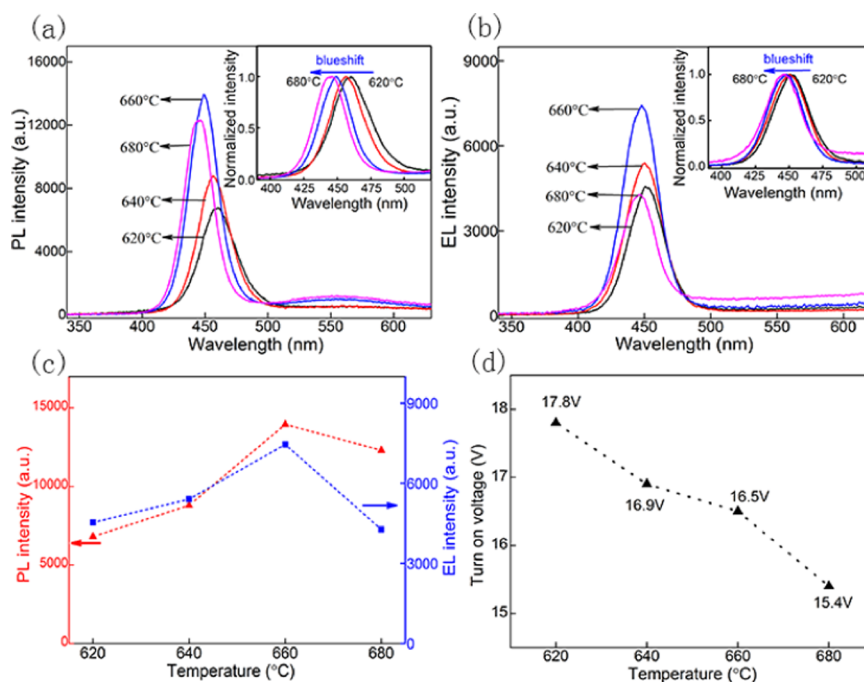 (a)
16000
12000
8000
4000
0
PL intensity (a.u.)
350
400
450
500
550
600
Wavelength (nm)
660°C
680°C
640°C
620°C
blueshift
680°C
620°C
1.0
0.5
0.0
Normalized intensity
400
425
450
475
500
Wavelength (nm)
(b)
9000
6000
3000
0
EL intensity (a.u.)
350
400
450
500
550
600
Wavelength (nm)
660°C
640°C
680°C
620°C
blueshift
680°C
620°C
1.0
0.5
0.0
Normalized intensity
400
425
450
475
500
Wavelength (nm)
(c)
15000
10000
5000
0
PL intensity (a.u.)
9000
6000
3000
0
EL intensity (a.u.)
620
640
660
680
Temperature (°C)
(d)
18
17
16
15
Turn on voltage (V)
17.8V
16.9V
16.5V
15.4V
620
640
660
680
Temperature (°C)